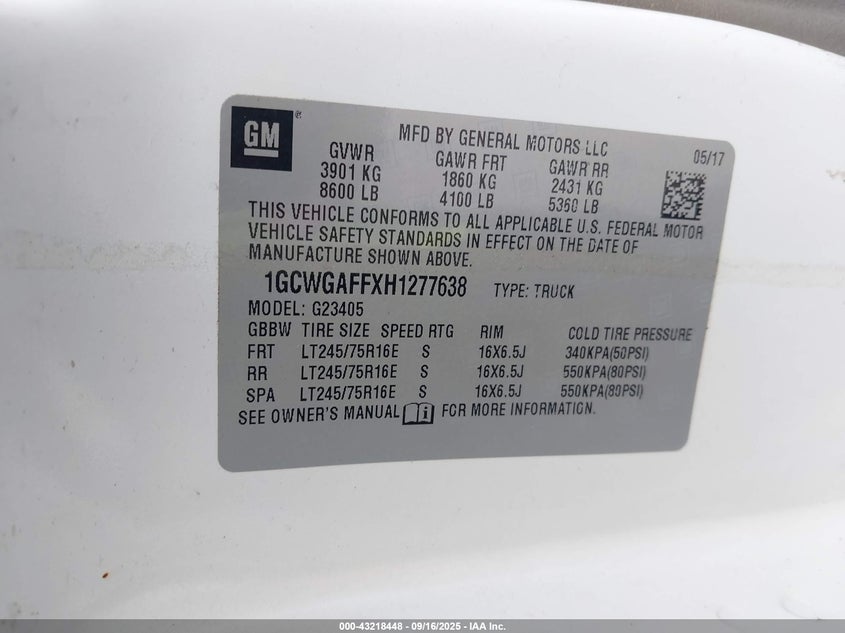 GM ®
MFD BY GENERAL MOTORS LLC
05/17
GVWR GAWR FRT GAWR RR
3901 KG 1860 KG 2431 KG
8600 LB 4100 LB 5360 LB
THIS VEHICLE CONFORMS TO ALL APPLICABLE U.S. FEDERAL MOTOR
VEHICLE SAFETY STANDARDS IN EFFECT ON THE DATE OF
MANUFACTURE SHOWN ABOVE.
1GCWGAFFXH1277638 TYPE: TRUCK
MODEL: G23405
GBBW TIRE SIZE SPEED RTG RIM COLD TIRE PRESSURE
FRT LT245/75R16E S 16X6.5J 340KPA(50PSI)
RR LT245/75R16E S 16X6.5J 550KPA(80PSI)
SPA LT245/75R16E S 16X6.5J 550KPA(80PSI)
SEE OWNER'S MANUAL FOR MORE INFORMATION.
000-43218448 - 09/16/2025 - IAA Inc.